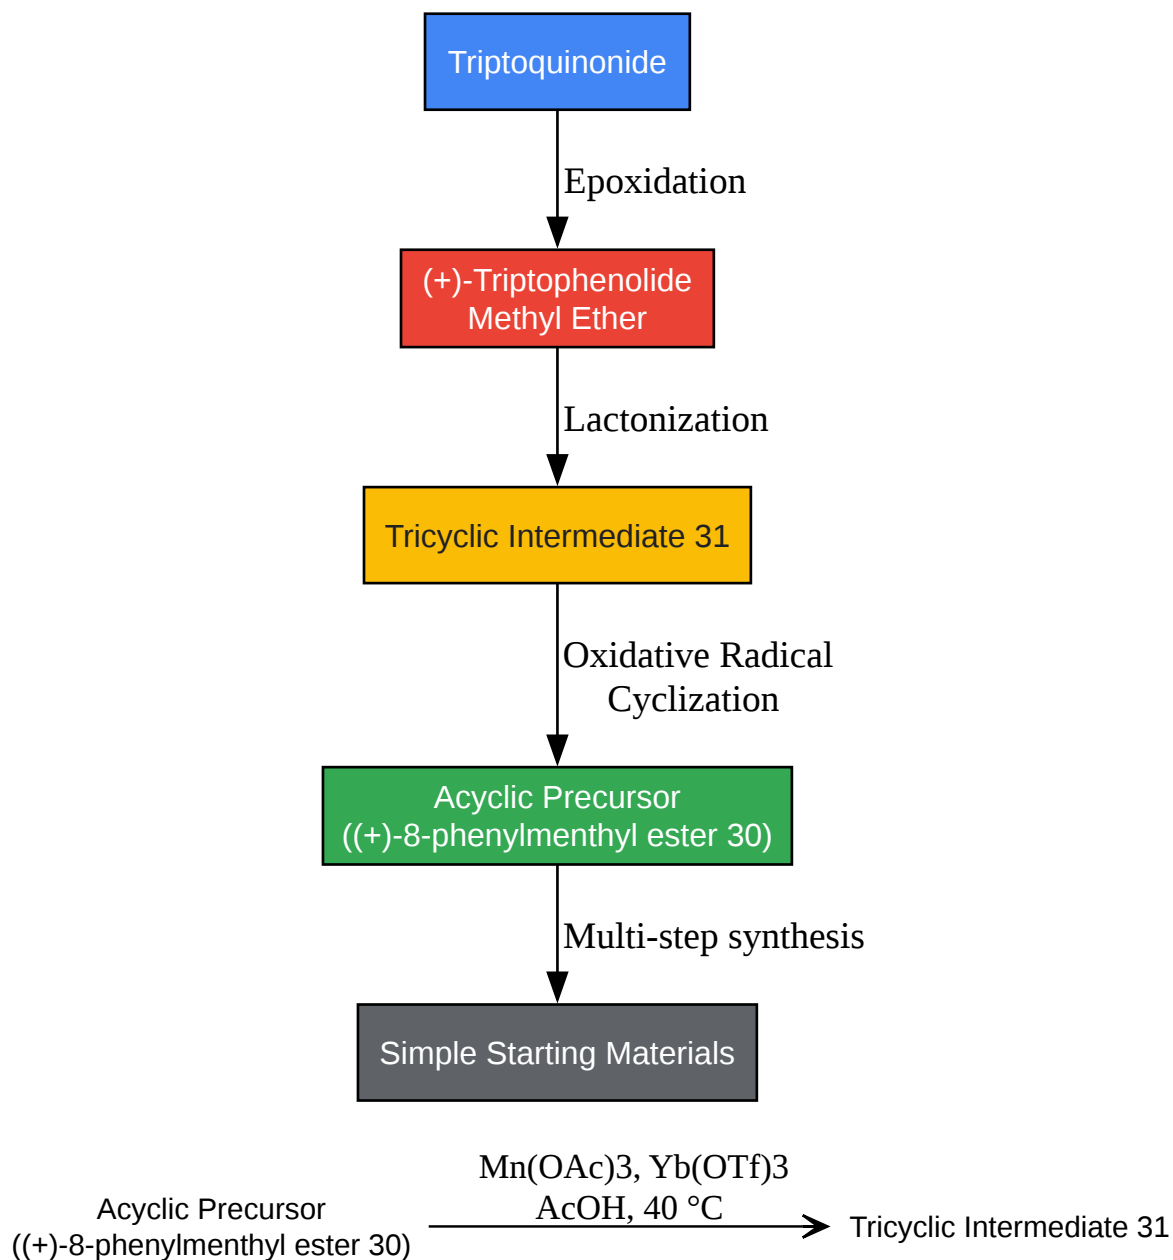 Triptoquinonide
Epoxidation
(+)-Triptophenolide
Methyl Ether
Lactonization
Tricyclic Intermediate 31
Oxidative Radical
Cyclization
Acyclic Precursor
((+)-8-phenylmenthyl ester 30)
Multi-step synthesis
Simple Starting Materials
Mn(OAc)3, Yb(OTf)3
AcOH, 40 °C
Acyclic Precursor
((+)-8-phenylmenthyl ester 30)
Tricyclic Intermediate 31